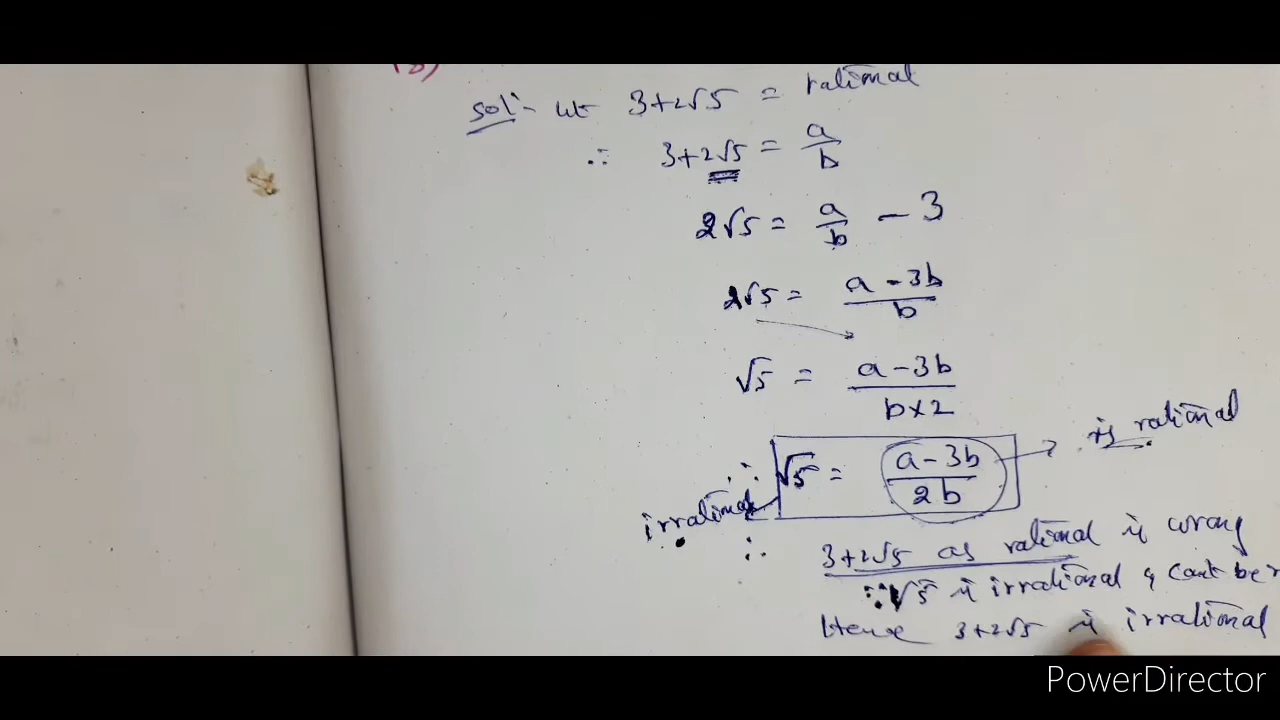 Sol:- let 3+2√5 = rational
∴ 3+2√5 = a/b
2√5 = a/b - 3
2√5 = a-3b/b
√5 = a-3b/b×2
∴ √5 = a-3b/2b → is rational
irrational
∴ 3+2√5 as rational is wrong
∵ √5 is irrational & can't be r
Hence 3+2√5 is irrational
PowerDirector